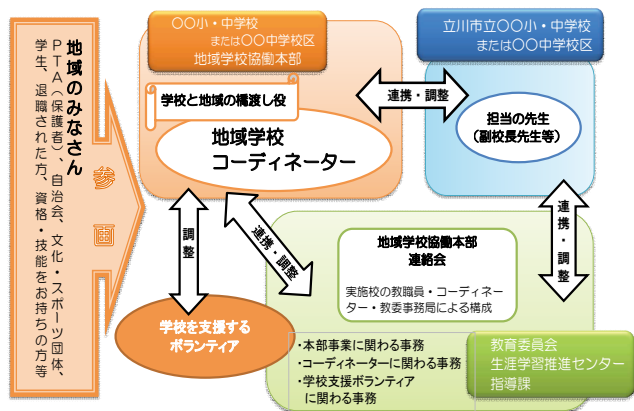 地域のみなさん
PTA(保護者)、自治会、文化・スポーツ団体、
学生、退職された方、資格・技能をお持ちの方等
参画
〇〇小・中学校
または〇〇中学校区
地域学校協働本部
学校と地域の橋渡し役
地域学校
コーディネーター
連携・調整
立川市立〇〇小・中学校
または〇〇中学校区
担当の先生
(副校長先生等)
調整
連携・調整
連携・調整
学校を支援する
ボランティア
地域学校協働本部
連絡会
実施校の教職員・コーディネー
ター・教委事務局による構成
・本部事業に関わる事務
・コーディネーターに関わる事務
・学校支援ボランティア
に関わる事務
教育委員会
生涯学習推進センター
指導課